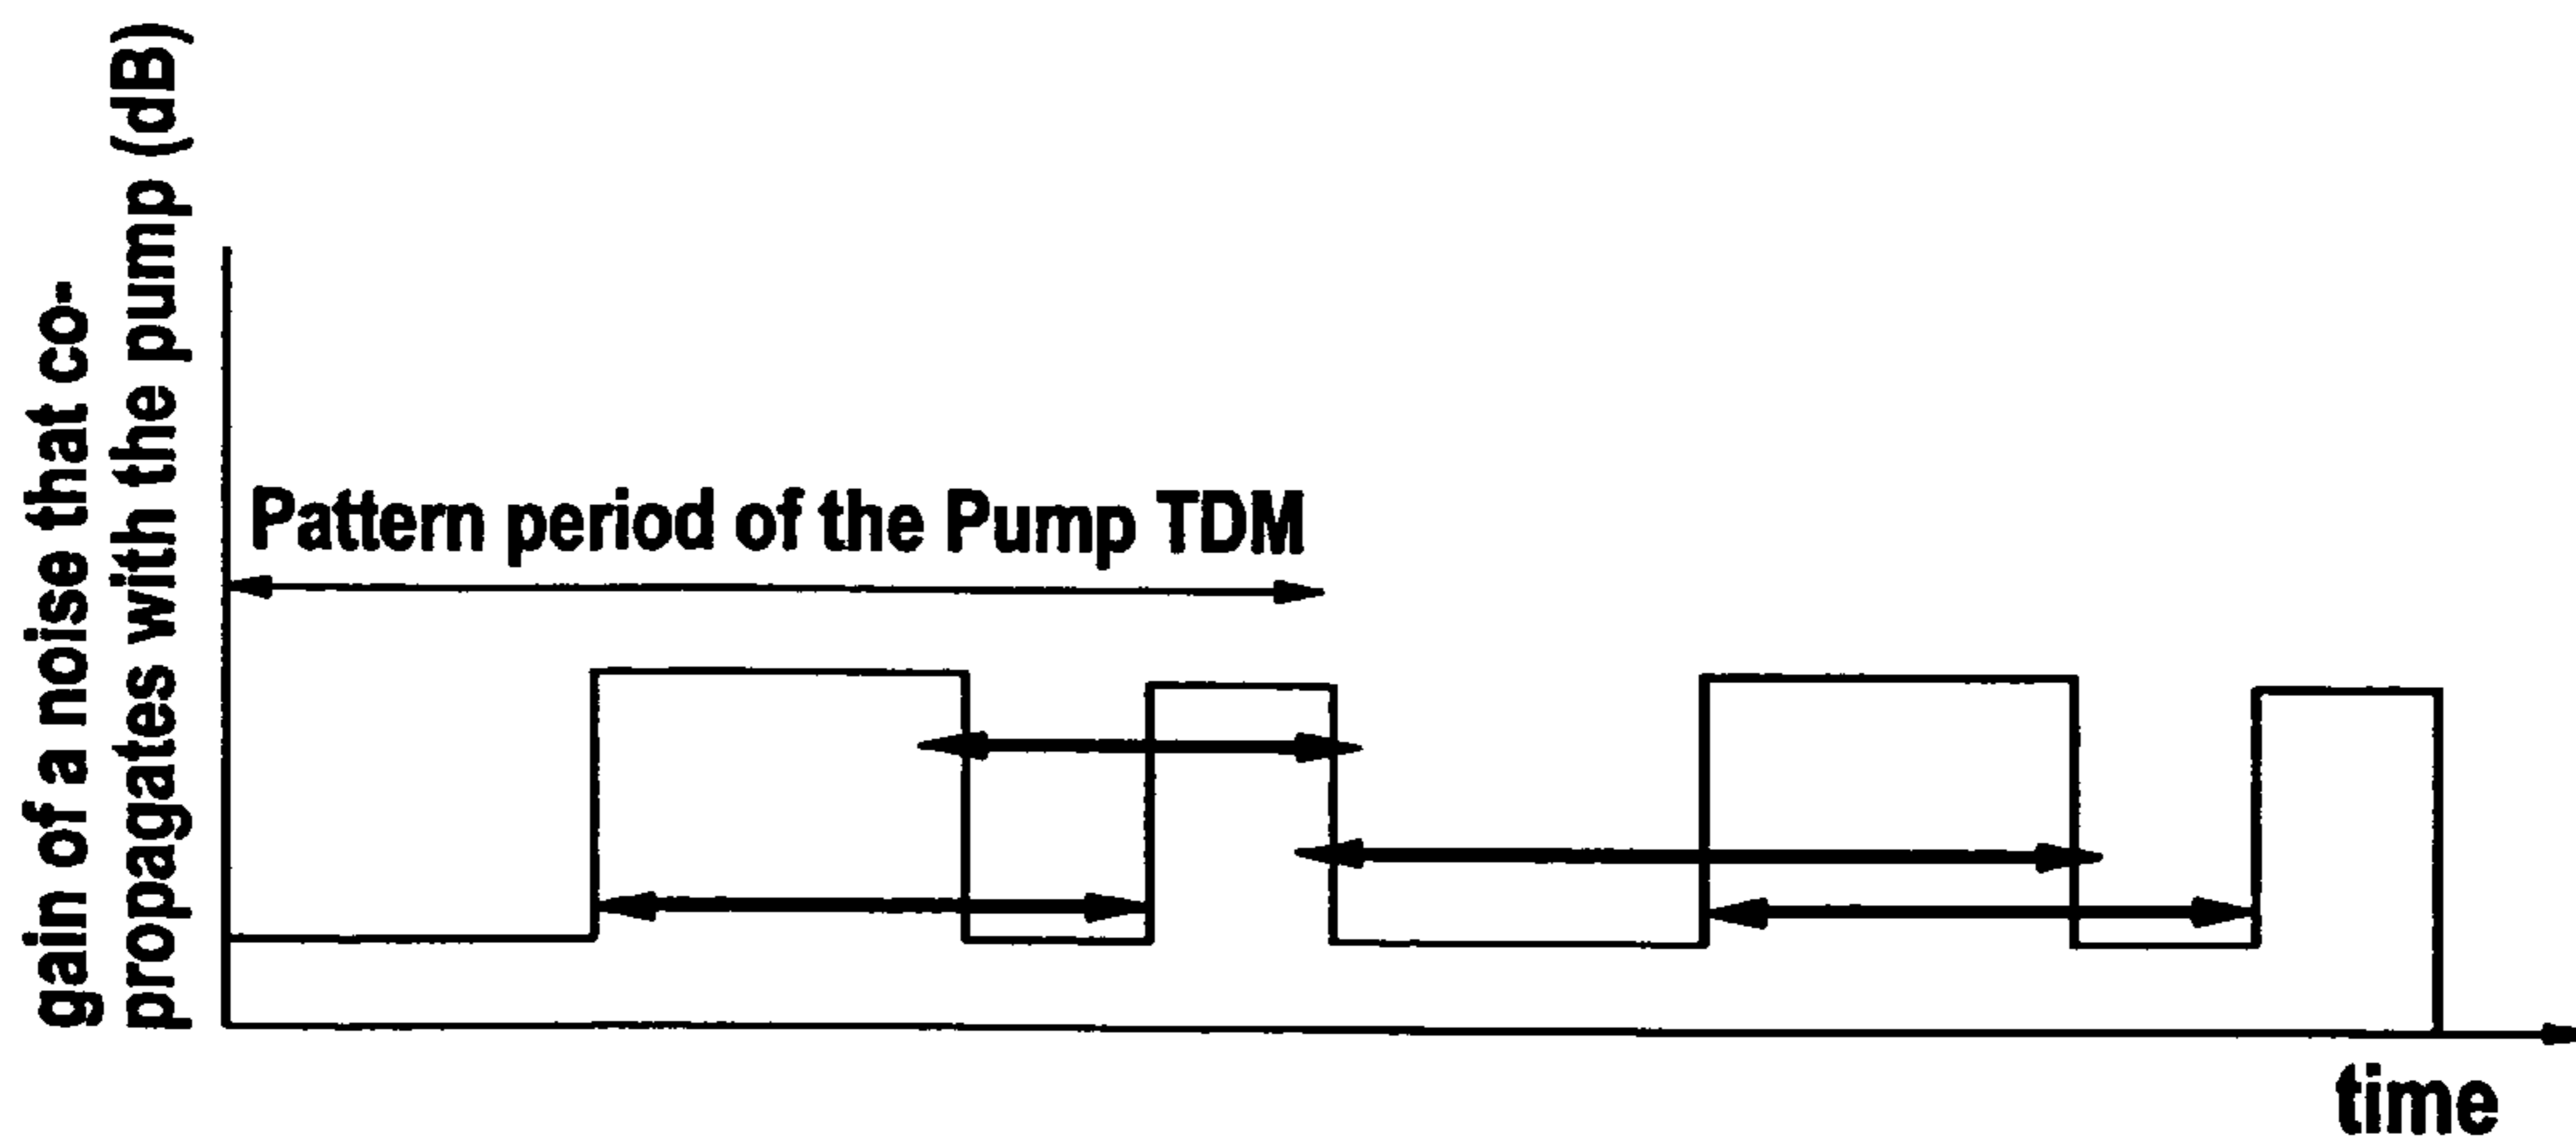 gain of a noise that co-
propagates with the pump (dB)
Pattern period of the Pump TDM
time